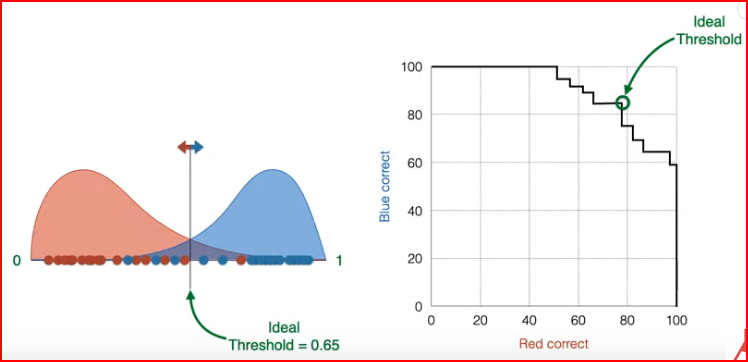 0
1
Ideal
Threshold = 0.65
Ideal
Threshold
Blue correct
100
80
60
40
20
0
0 20 40 60 80 100
Red correct